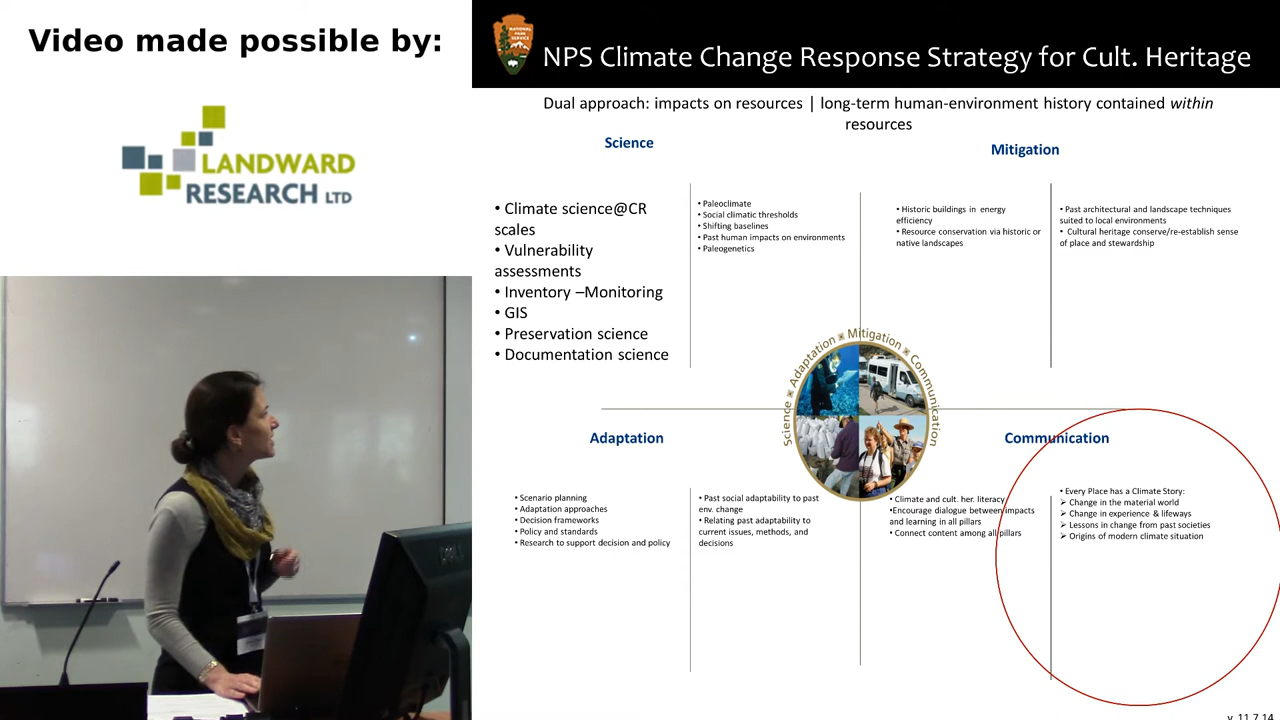 Video made possible by:
LANDWARD
RESEARCH LTD
NATIONAL
PARK
SERVICE
NPS Climate Change Response Strategy for Cult. Heritage
Dual approach: impacts on resources | long-term human-environment history contained within
resources
Science
• Climate science@CR
scales
• Vulnerability
assessments
• Inventory –Monitoring
• GIS
• Preservation science
• Documentation science
• Paleoclimate
• Social climatic thresholds
• Shifting baselines
• Past human impacts on environments
• Paleogenetics
Mitigation
• Historic buildings in energy
efficiency
• Resource conservation via historic or
native landscapes
• Past architectural and landscape techniques
suited to local environments
• Cultural heritage conserve/re-establish sense
of place and stewardship
Science Adaptation Mitigation Communication
Adaptation
• Scenario planning
• Adaptation approaches
• Decision frameworks
• Policy and standards
• Research to support decision and policy
• Past social adaptability to past
env. change
• Relating past adaptability to
current issues, methods, and
decisions
Communication
• Climate and cult. her. literacy
•Encourage dialogue between impacts
and learning in all pillars
• Connect content among all pillars
• Every Place has a Climate Story:
➢ Change in the material world
➢ Change in experience & lifeways
➢ Lessons in change from past societies
➢ Origins of modern climate situation
v. 11.7.14